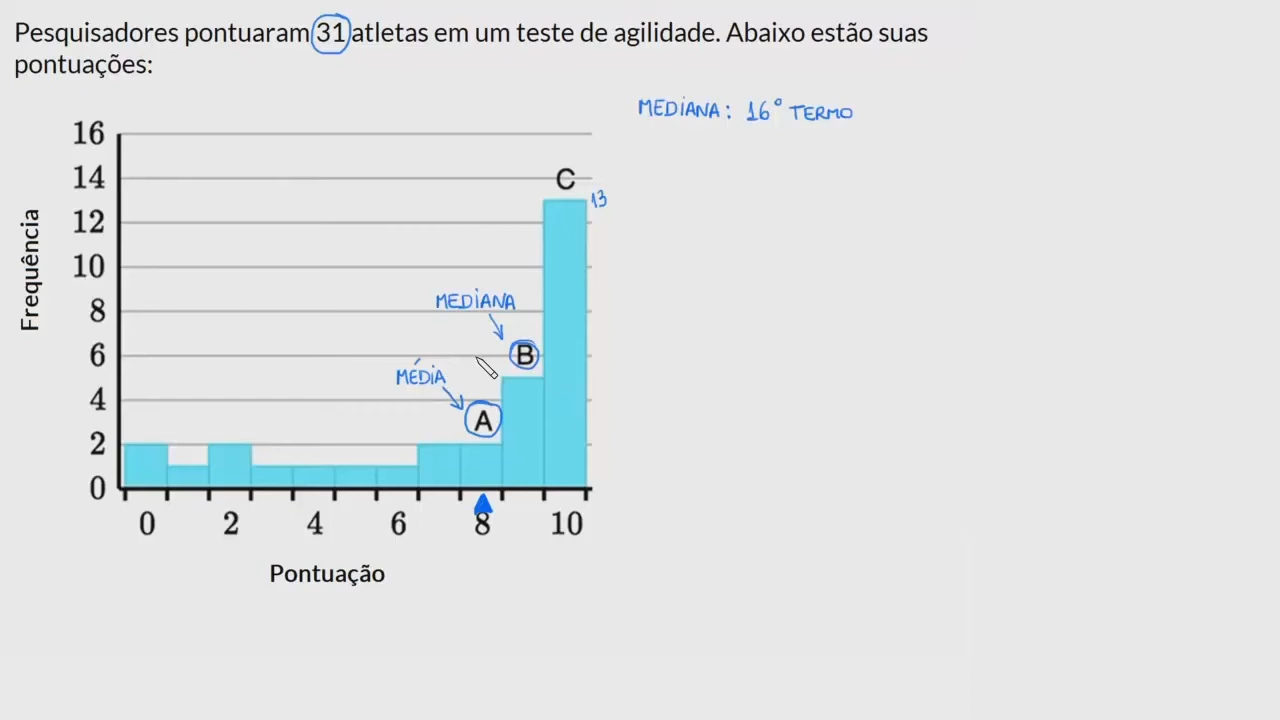 Pesquisadores pontuaram 31 atletas em um teste de agilidade. Abaixo estão suas
pontuações:
MEDIANA: 16° TERMO
16
14
12
10
8
6
4
2
0
Frequência
C
13
MEDIANA
B
MÉDIA
A
0 2 4 6 8 10
Pontuação